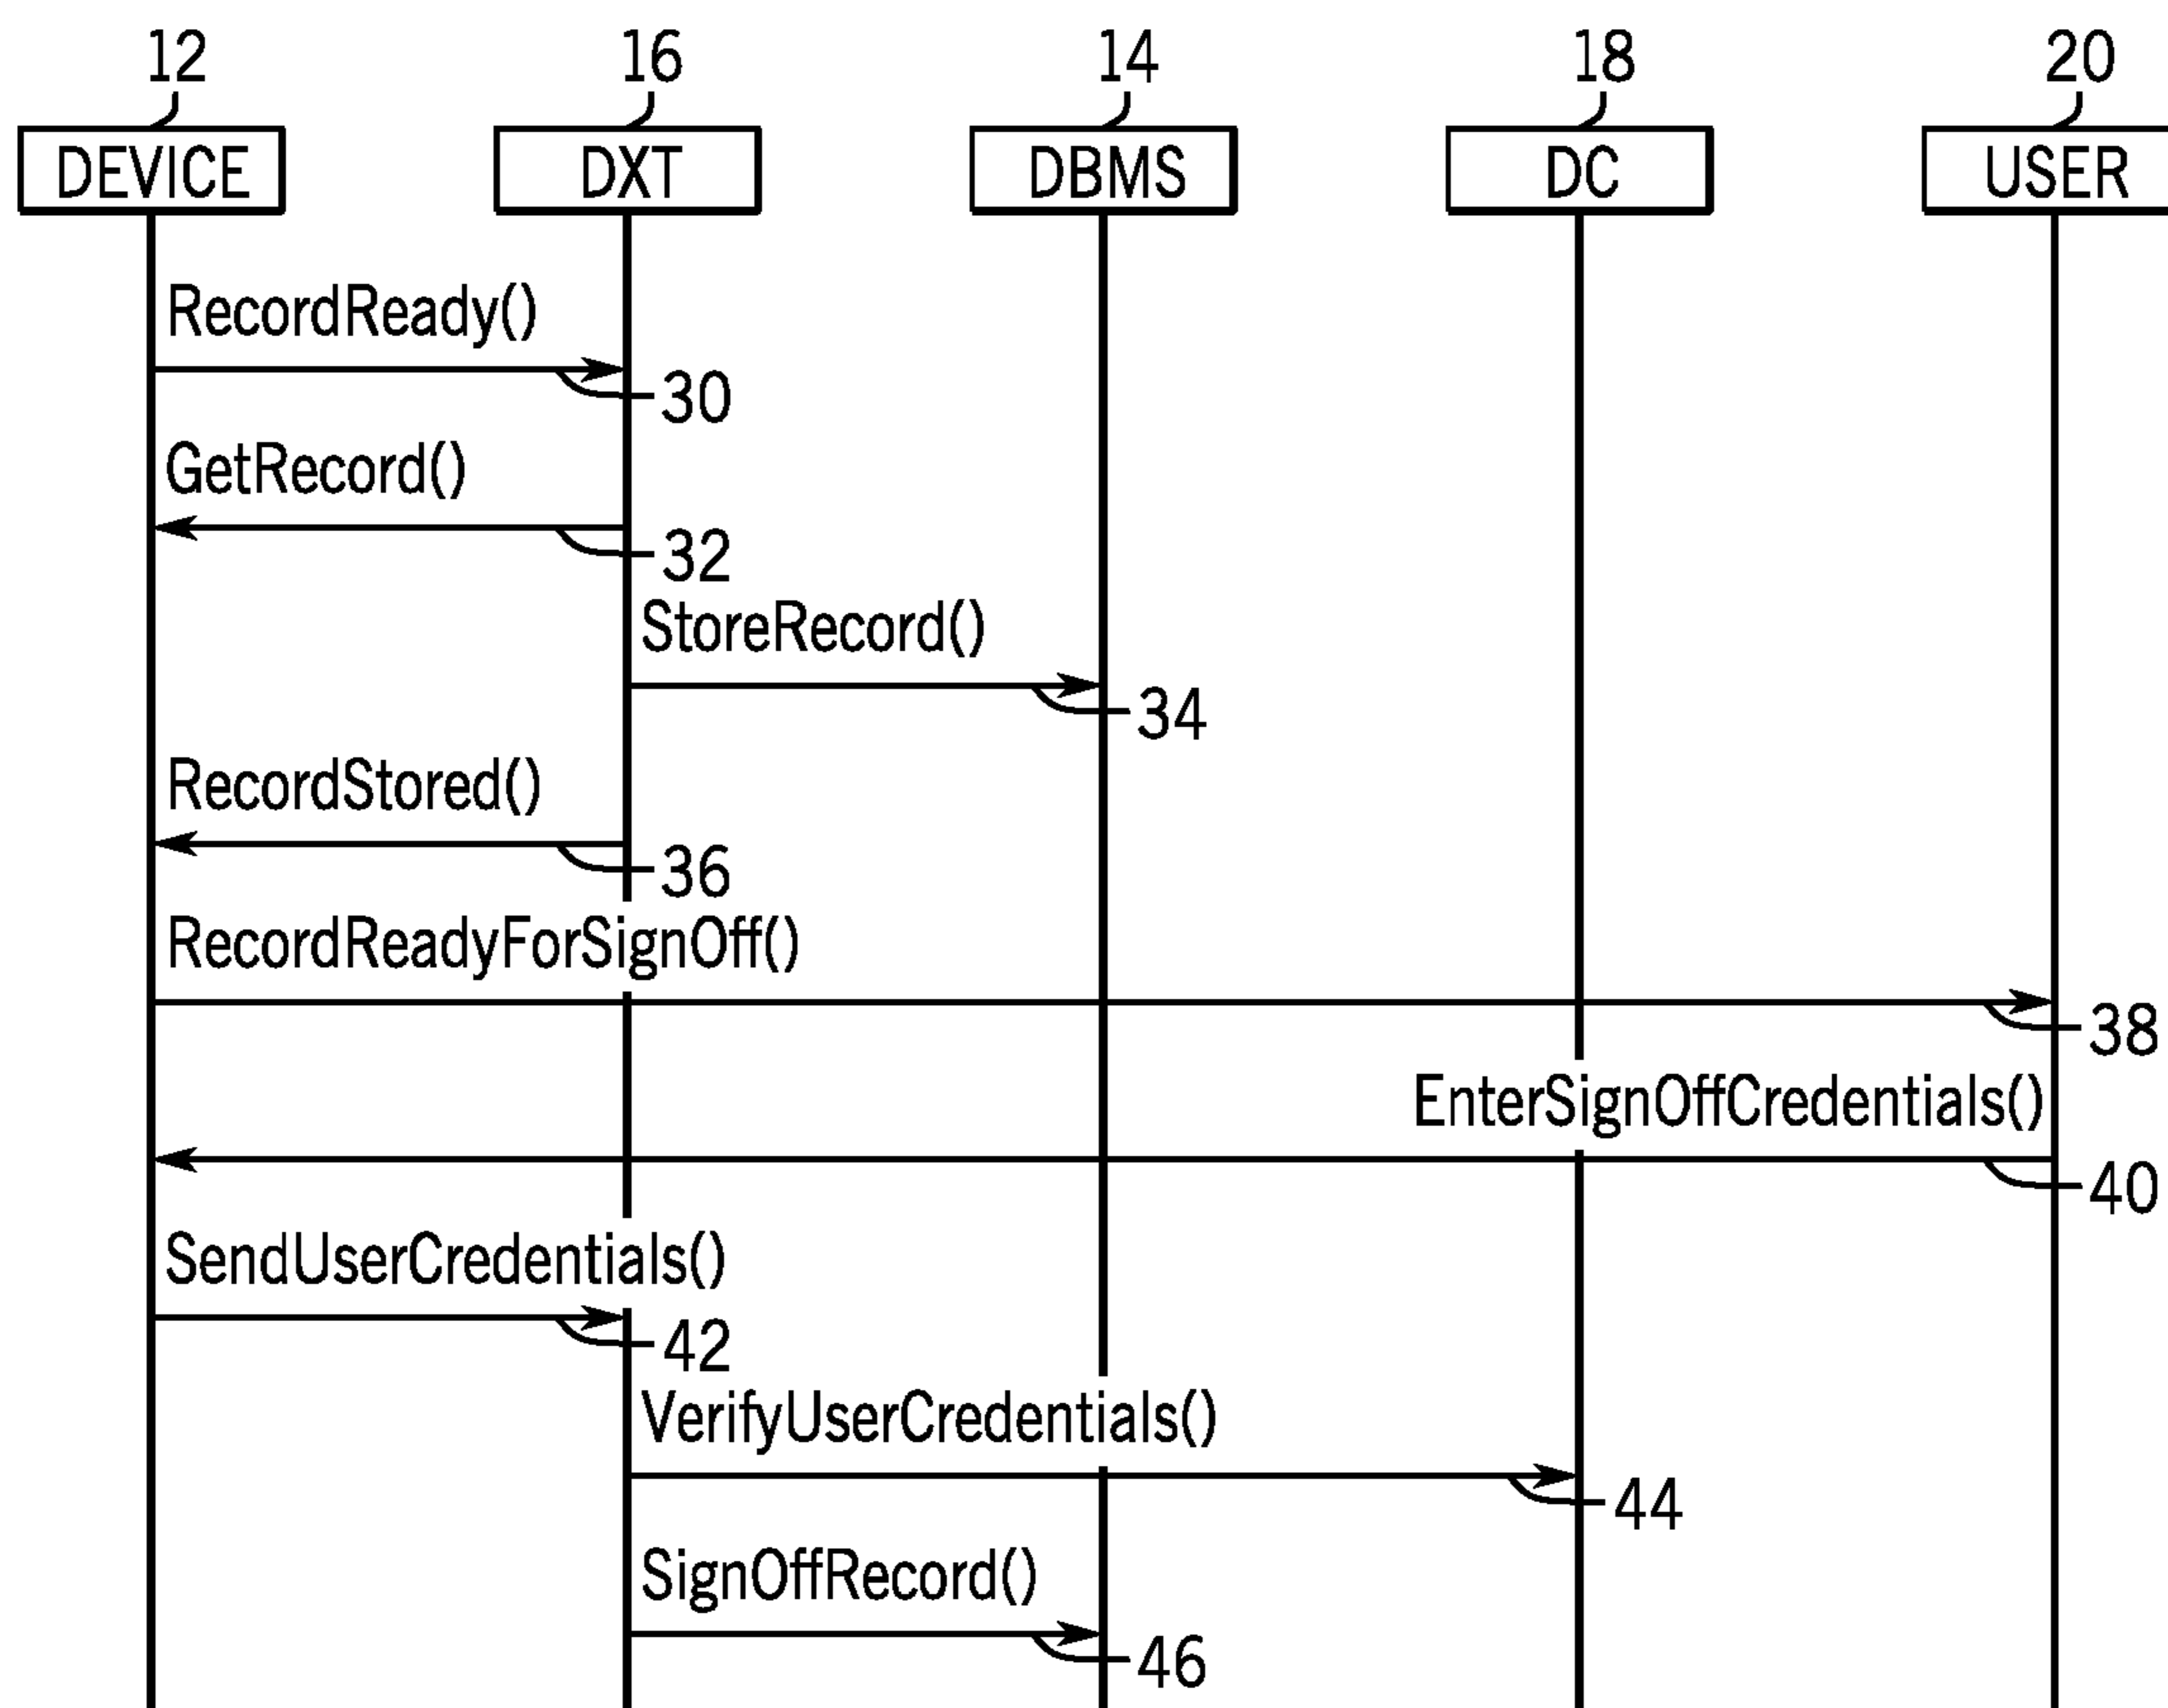 12 16 14 18 20
DEVICE DXT DBMS DC USER
RecordReady()
30
GetRecord()
32
StoreRecord()
34
RecordStored()
36
RecordReadyForSignOff()
38
EnterSignOffCredentials()
40
SendUserCredentials()
42
VerifyUserCredentials()
44
SignOffRecord()
46